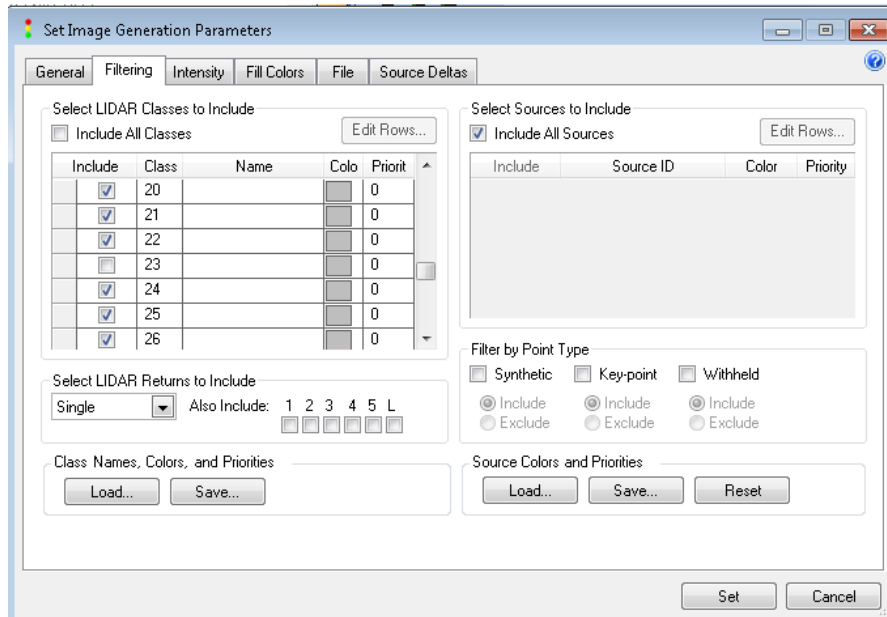 Set Image Generation Parameters
General Filtering Intensity Fill Colors File Source Deltas
Select LIDAR Classes to Include
Include All Classes Edit Rows...
Include Class Name Colo Priorit
20 0
21 0
22 0
23 0
24 0
25 0
26 0
Select LIDAR Returns to Include
Single Also Include: 1 2 3 4 5 L
Class Names, Colors, and Priorities
Load... Save...
Select Sources to Include
Include All Sources Edit Rows...
Include Source ID Color Priority
Filter by Point Type
Synthetic Key-point Withheld
Include Include Include
Exclude Exclude Exclude
Source Colors and Priorities
Load... Save... Reset
Set Cancel